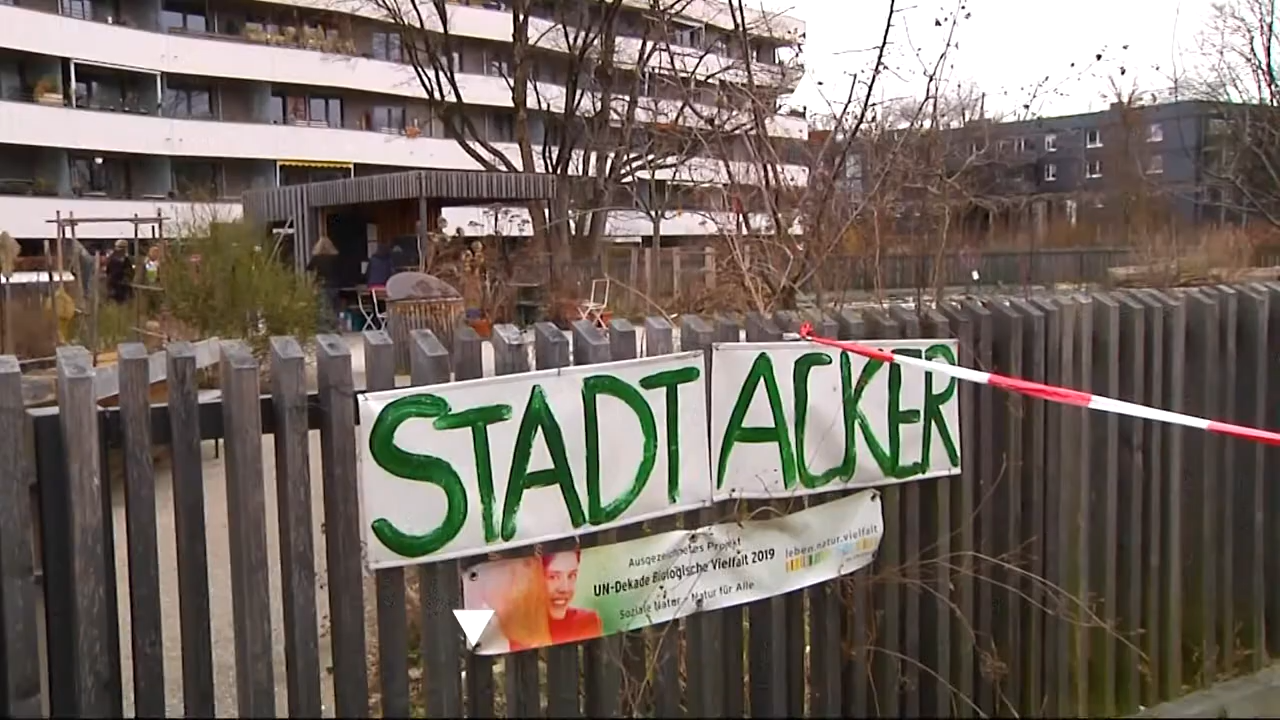 STADT ACKER
Ausgezeichnetes Projekt
UN-Dekade Biologische Vielfalt 2019
Soziale Natur - Natur für Alle
leben.natur.vielfalt